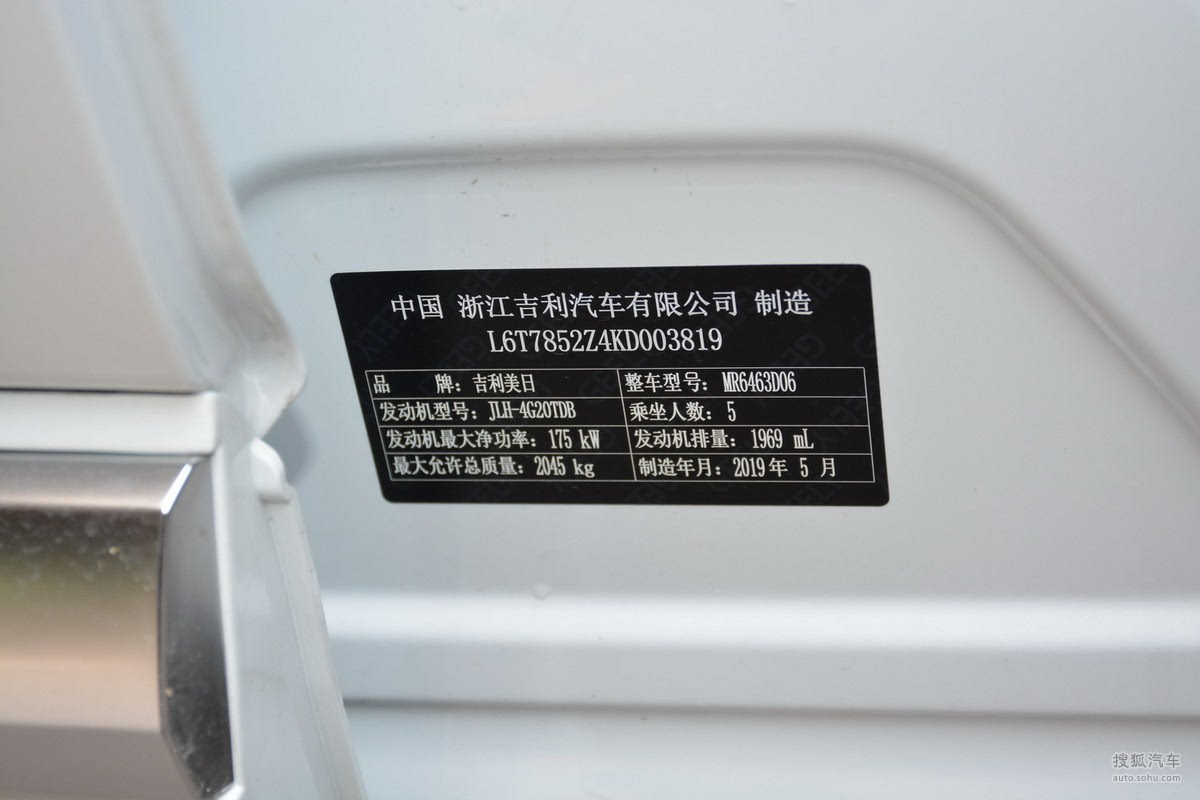 中国 浙江吉利汽车有限公司 制造
L6T7852Z4KD003819
品 牌：吉利美日 整车型号：MR6463D06
发动机型号：JLH-4G20TDB 乘坐人数：5
发动机最大净功率：175 kW 发动机排量：1969 mL
最大允许总质量：2045 kg 制造年月：2019年 5 月
搜狐汽车
auto.sohu.com